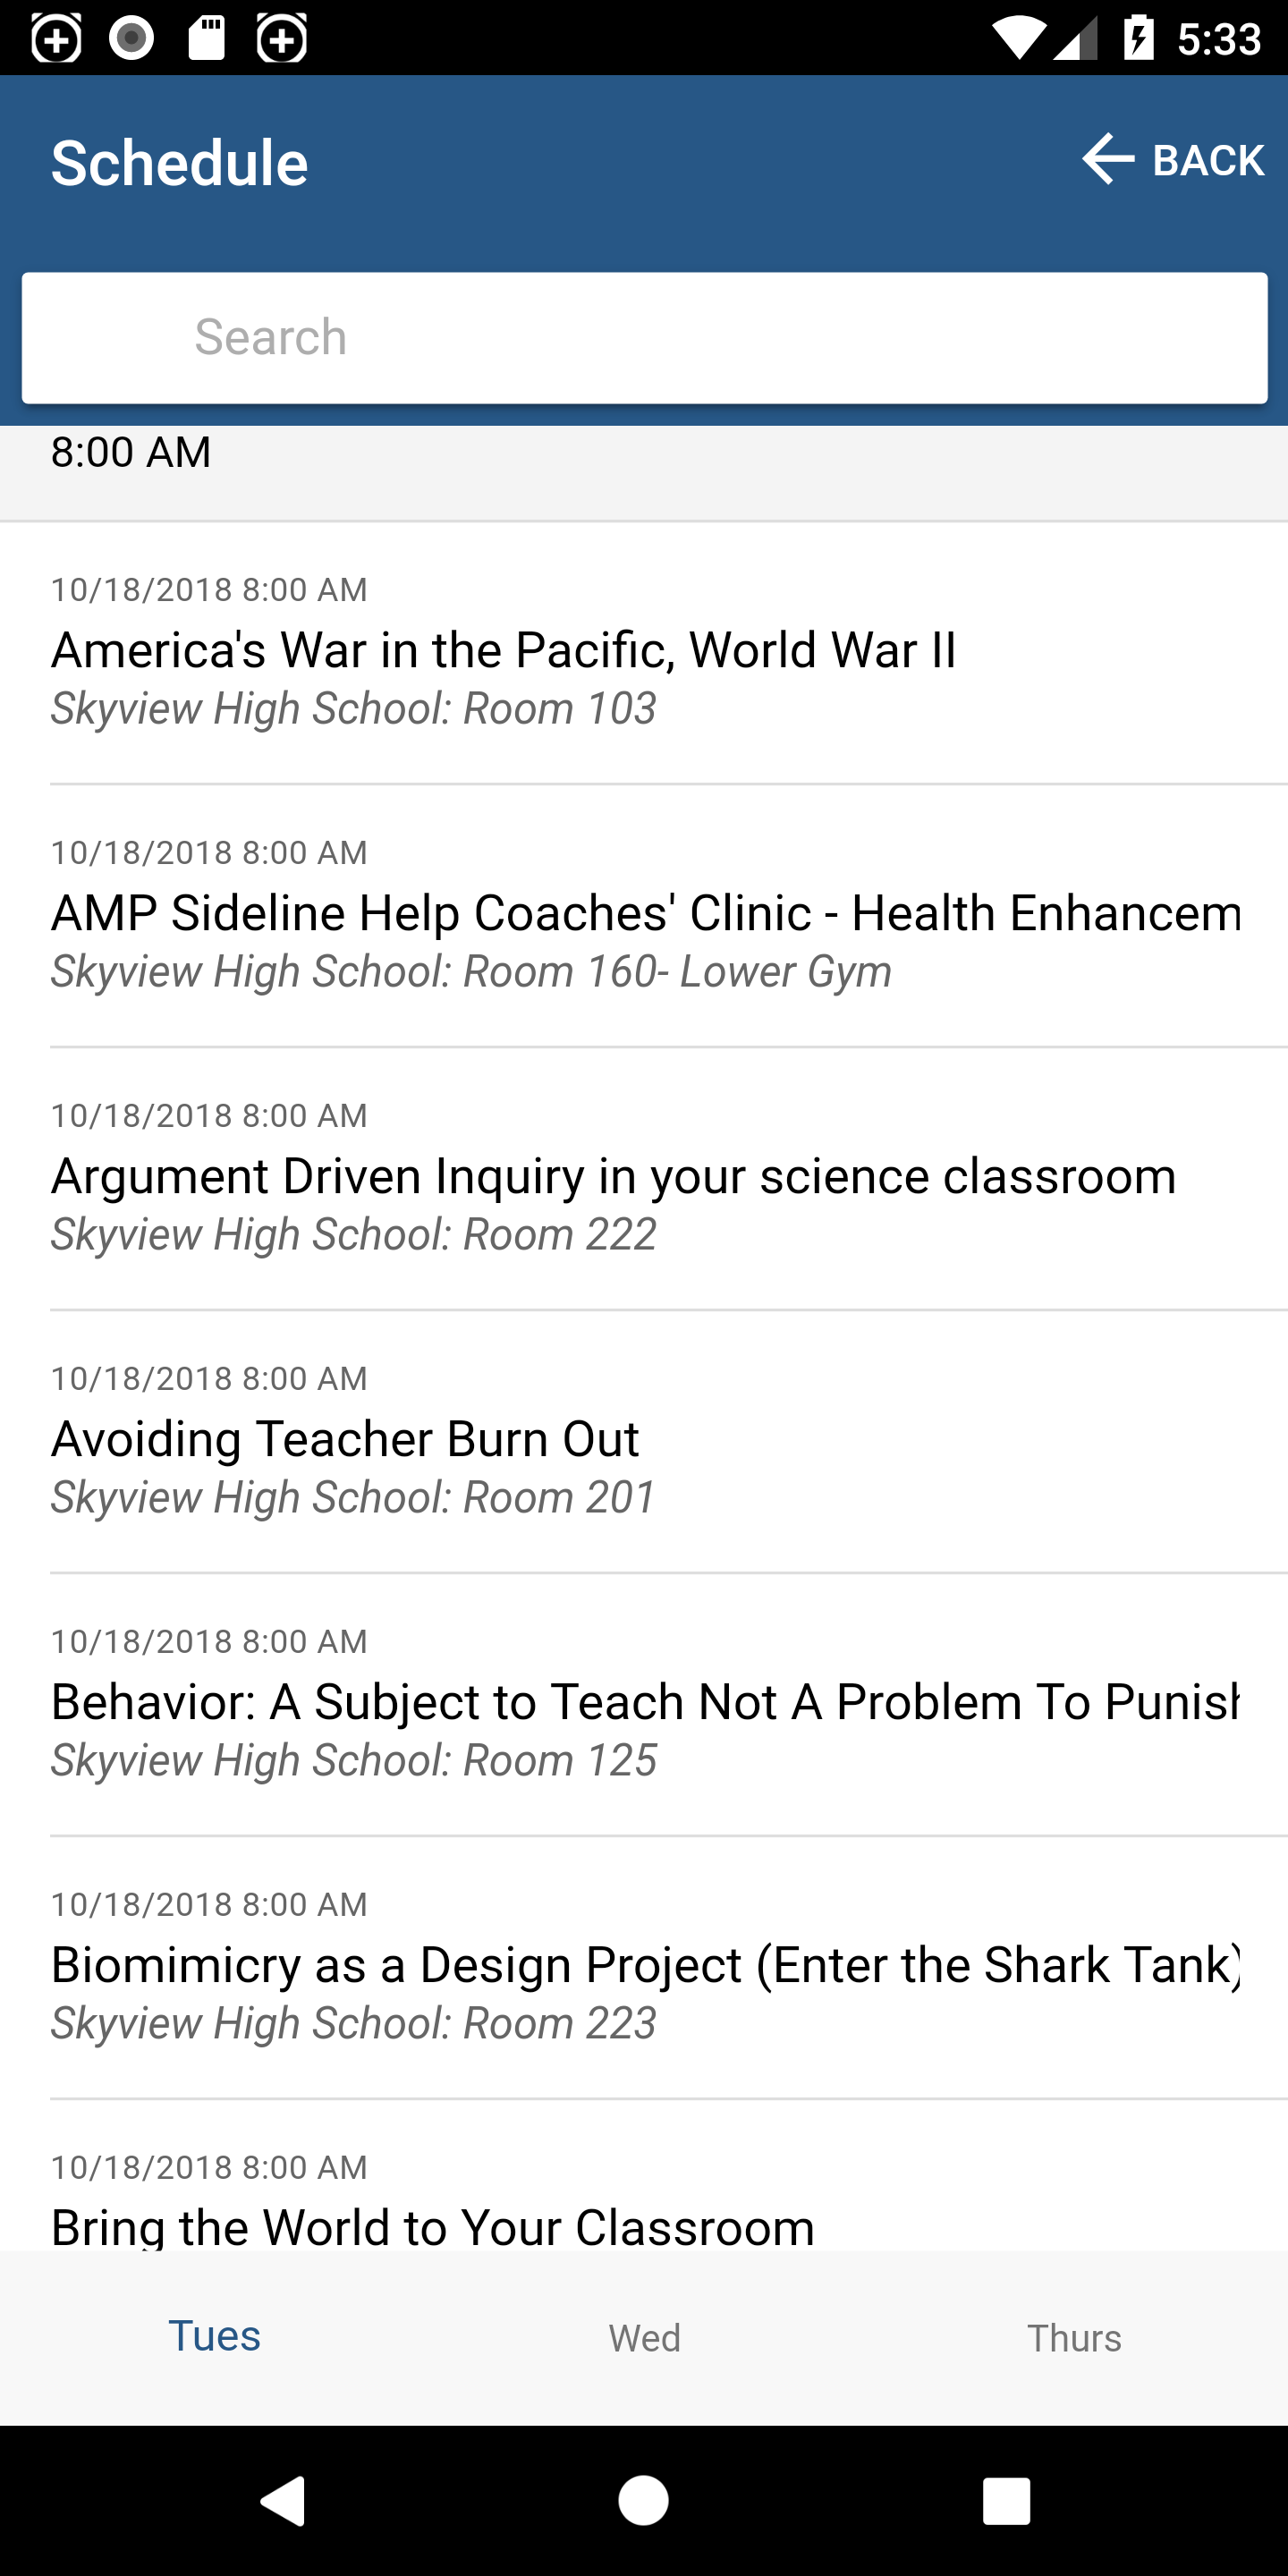 5:33
Schedule
BACK
Search
8:00 AM
10/18/2018 8:00 AM
America's War in the Pacific, World War II
Skyview High School: Room 103
10/18/2018 8:00 AM
AMP Sideline Help Coaches' Clinic - Health Enhancem
Skyview High School: Room 160- Lower Gym
10/18/2018 8:00 AM
Argument Driven Inquiry in your science classroom
Skyview High School: Room 222
10/18/2018 8:00 AM
Avoiding Teacher Burn Out
Skyview High School: Room 201
10/18/2018 8:00 AM
Behavior: A Subject to Teach Not A Problem To Punish
Skyview High School: Room 125
10/18/2018 8:00 AM
Biomimicry as a Design Project (Enter the Shark Tank)
Skyview High School: Room 223
10/18/2018 8:00 AM
Bring the World to Your Classroom
Tues
Wed
Thurs